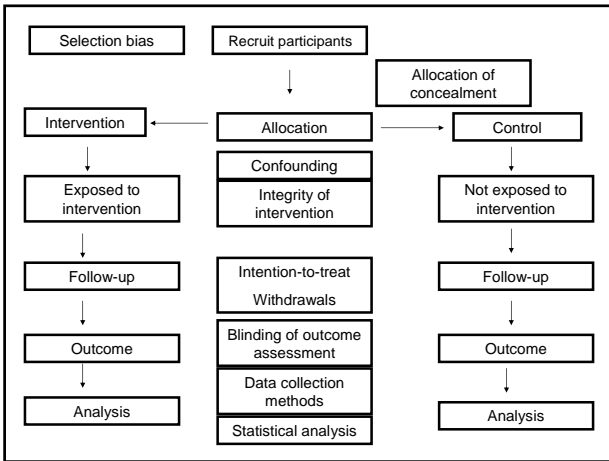 Selection bias
Recruit participants
Allocation of
concealment
Intervention
Allocation
Control
Confounding
Exposed to
intervention
Integrity of
intervention
Not exposed to
intervention
Follow-up
Intention-to-treat
Withdrawals
Follow-up
Outcome
Blinding of outcome
assessment
Outcome
Data collection
methods
Analysis
Statistical analysis
Analysis